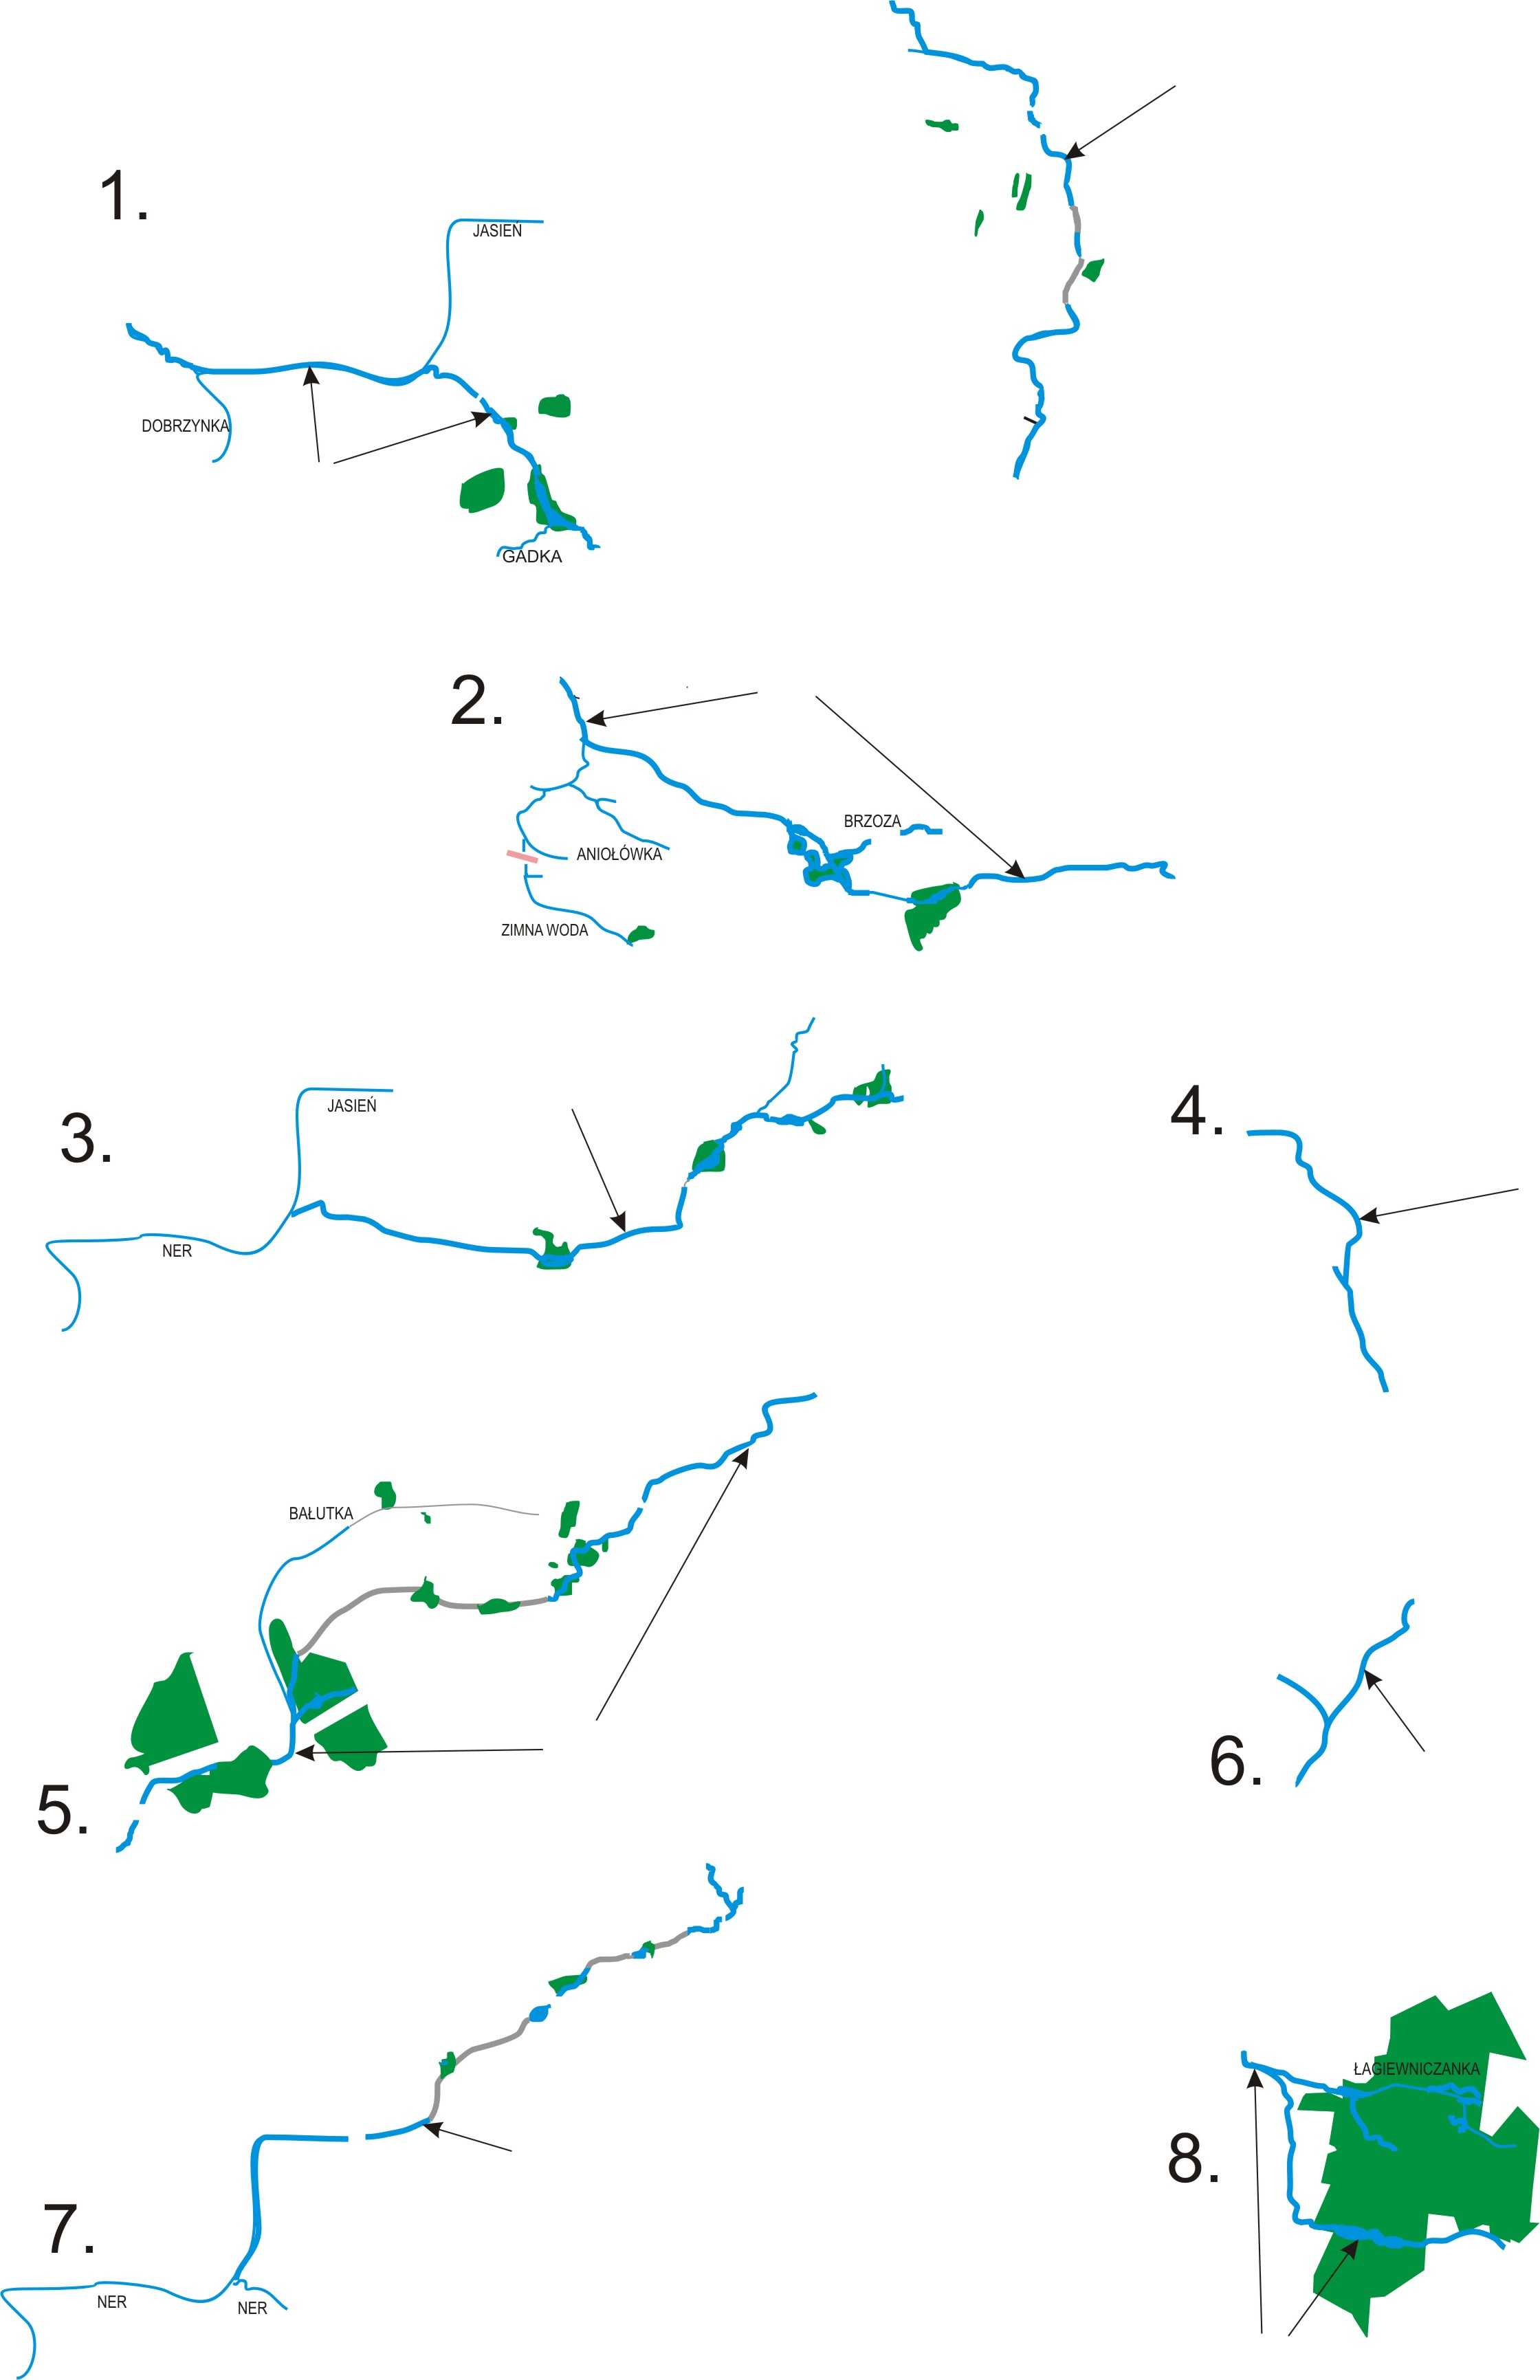 1.
JASIEŃ
DOBRZYNKA
GADKA
2.
BRZOZA
ANIOŁÓWKA
ZIMNA WODA
3.
JASIEŃ
NER
4.
BAŁUTKA
5.
6.
7.
NER
NER
8.
ŁAGIEWNICZANKA